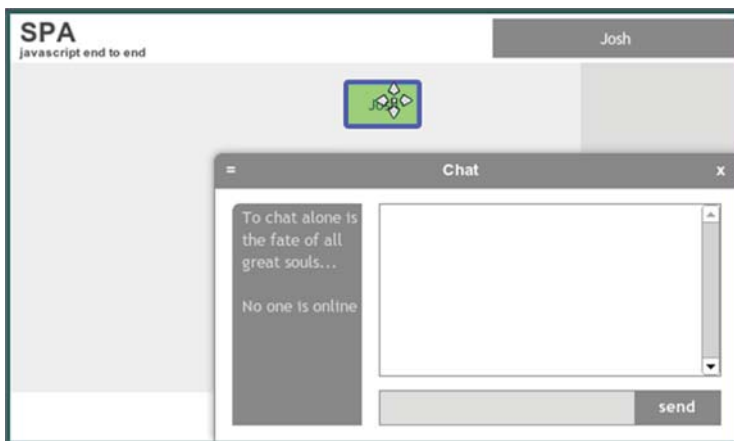 SPA
javascript end to end
Josh
Josh
= Chat x
To chat alone is
the fate of all
great souls...
No one is online
send